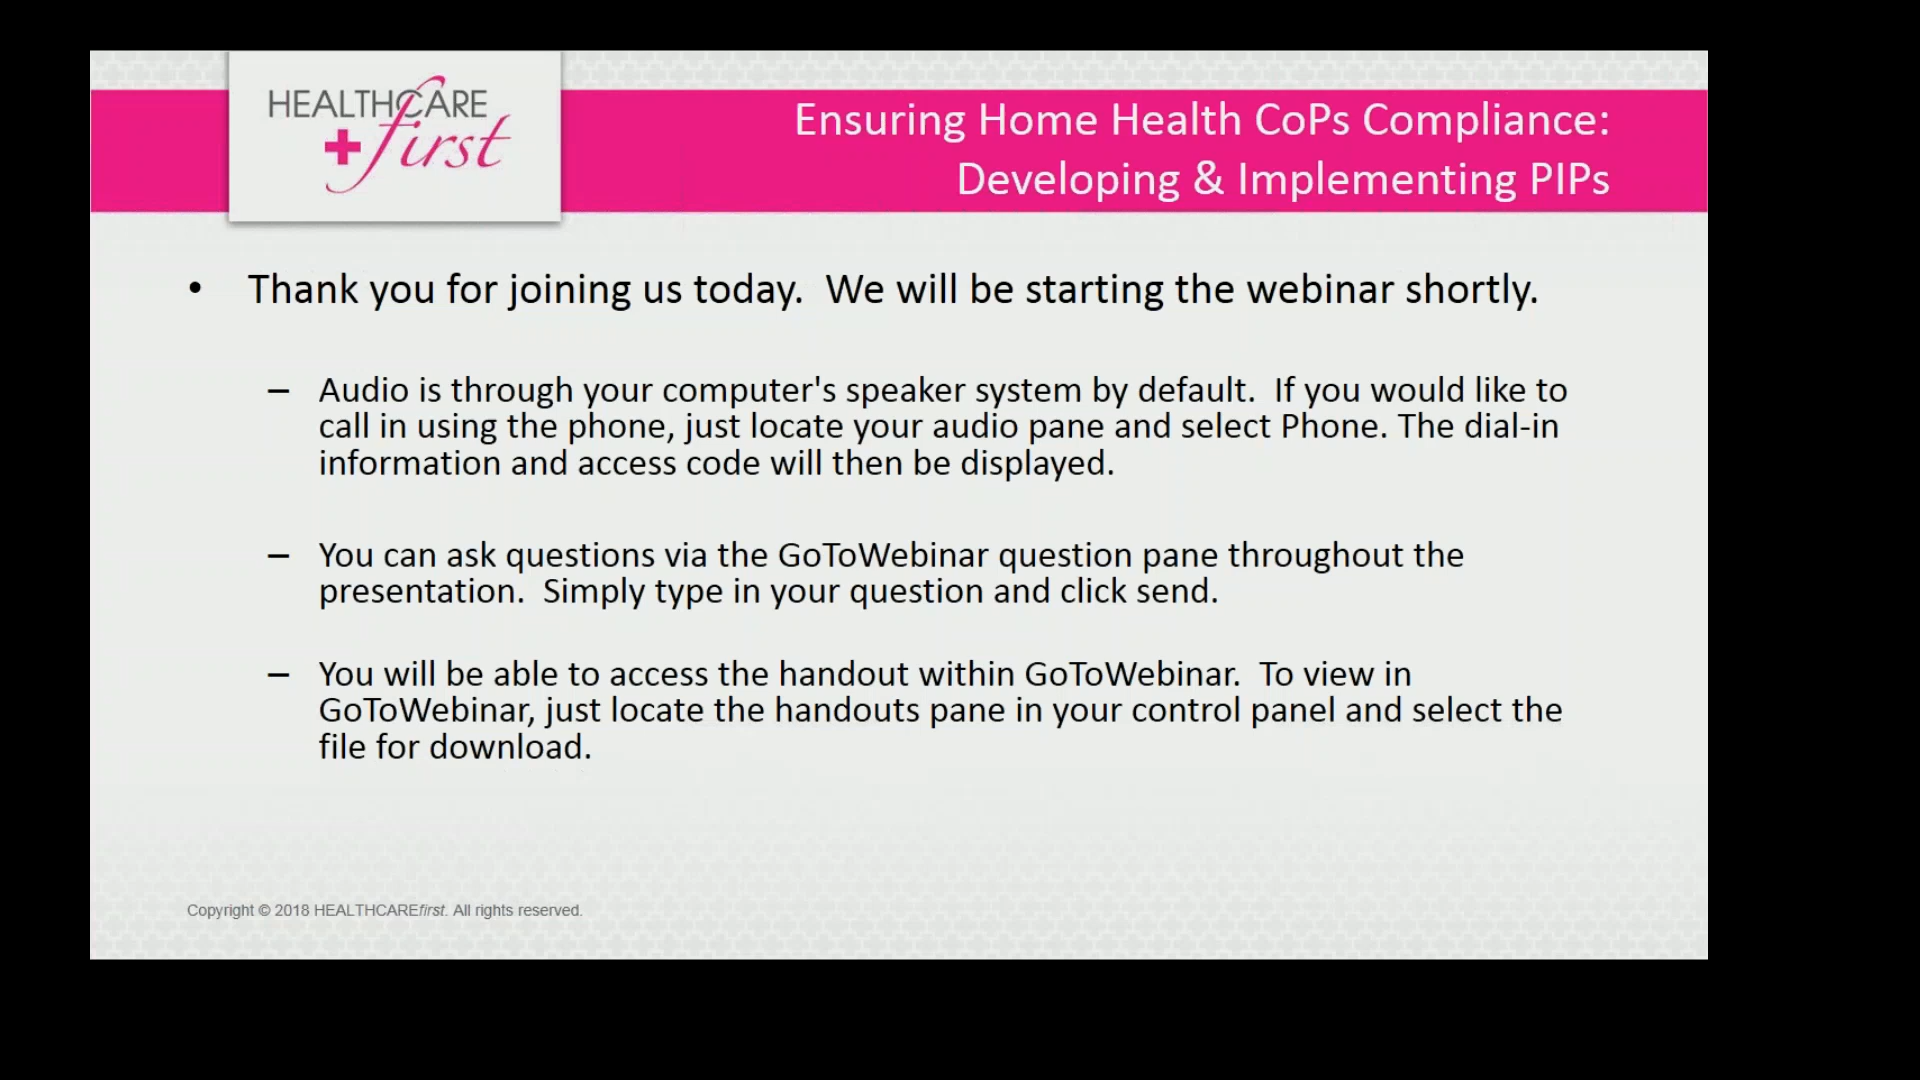 HEALTHCARE
first
Ensuring Home Health CoPs Compliance:
Developing & Implementing PIPs
• Thank you for joining us today.  We will be starting the webinar shortly.
– Audio is through your computer's speaker system by default.  If you would like to
call in using the phone, just locate your audio pane and select Phone. The dial-in
information and access code will then be displayed.
– You can ask questions via the GoToWebinar question pane throughout the
presentation.  Simply type in your question and click send.
– You will be able to access the handout within GoToWebinar.  To view in
GoToWebinar, just locate the handouts pane in your control panel and select the
file for download.
Copyright © 2018 HEALTHCAREfirst. All rights reserved.